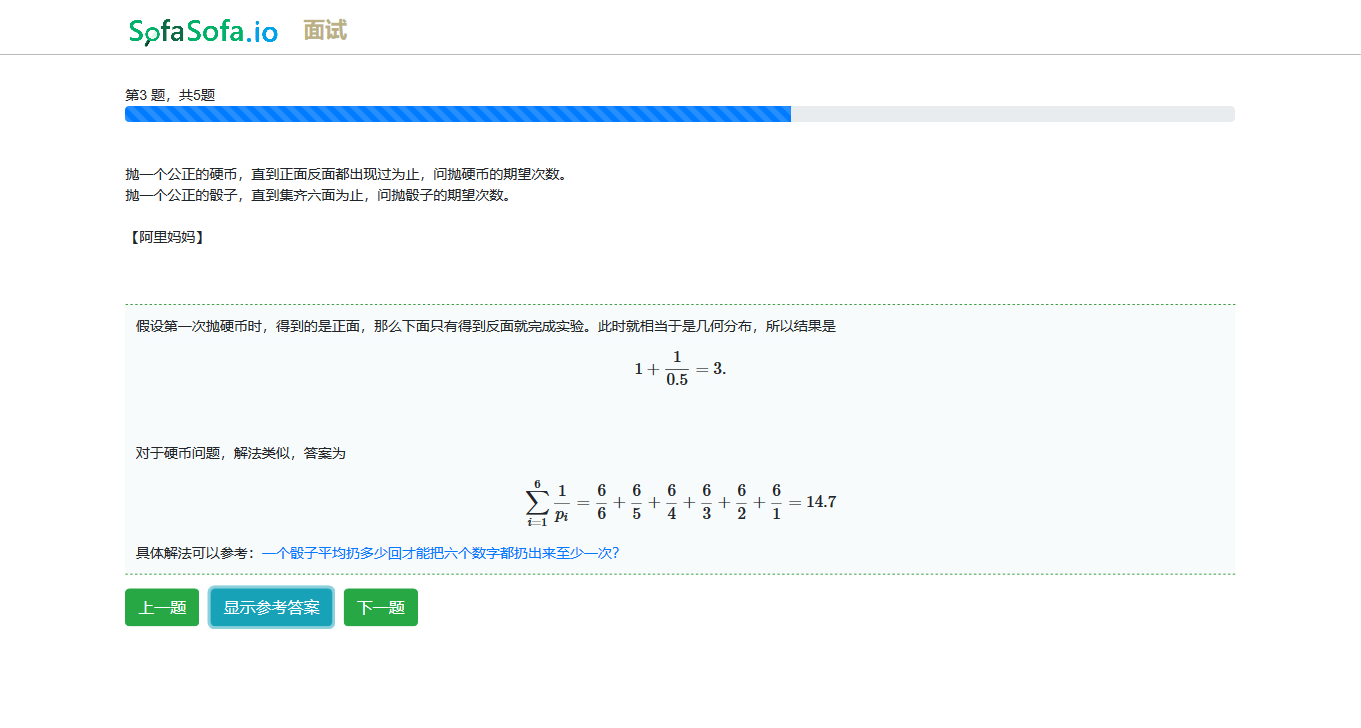 SofaSofa.io 面试
第3 题，共5题
抛一个公正的硬币，直到正面反面都出现过为止，问抛硬币的期望次数。
抛一个公正的骰子，直到集齐六面为止，问抛骰子的期望次数。
【阿里妈妈】
假设第一次抛硬币时，得到的是正面，那么下面只有得到反面就完成实验。此时就相当于是几何分布，所以结果是
1 + 1/0.5 = 3.
对于硬币问题，解法类似，答案为
∑_{i=1}^{6} 1/p_i = 6/6 + 6/5 + 6/4 + 6/3 + 6/2 + 6/1 = 14.7
具体解法可以参考：一个骰子平均扔多少回才能把六个数字都扔出来至少一次？
上一题 显示参考答案 下一题